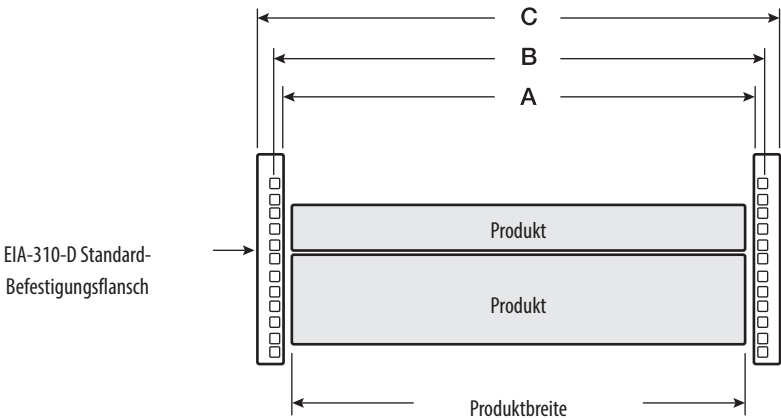 C
B
A
EIA-310-D Standard-
Befestigungsflansch
Produkt
Produkt
Produktbreite